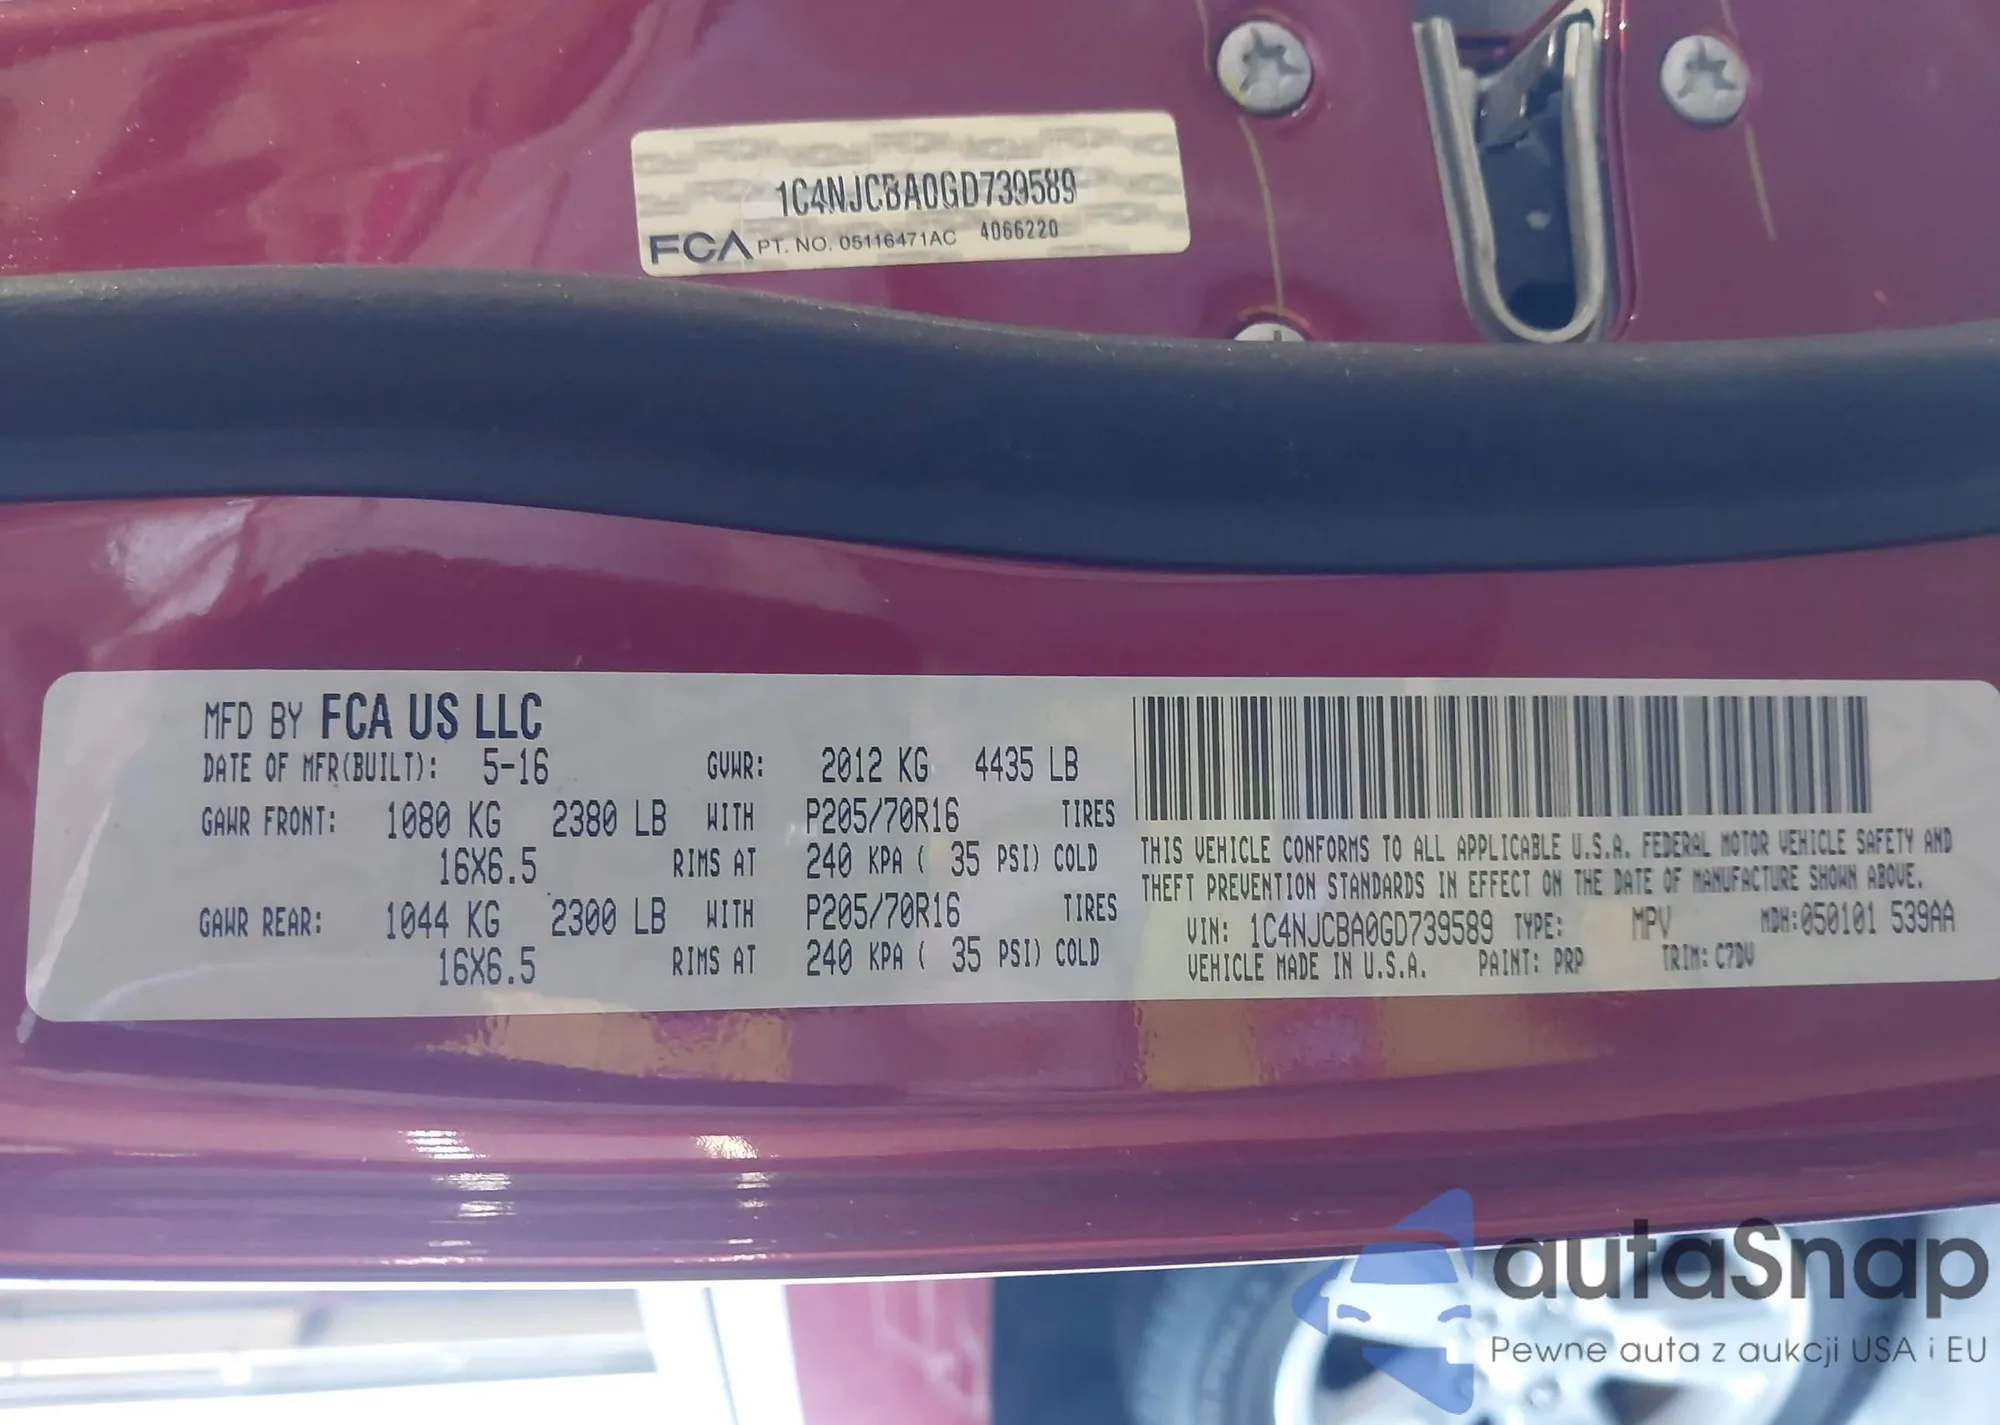 1C4NJCBA0GD739589
FCA PT. NO. 05116471AC 4066220
MFD BY FCA US LLC
DATE OF MFR(BUILT): 5-16 GVWR: 2012 KG 4435 LB
GAWR FRONT: 1080 KG 2380 LB WITH P205/70R16 TIRES
16X6.5 RIMS AT 240 KPA ( 35 PSI) COLD
GAWR REAR: 1044 KG 2300 LB WITH P205/70R16 TIRES
16X6.5 RIMS AT 240 KPA ( 35 PSI) COLD
THIS VEHICLE CONFORMS TO ALL APPLICABLE U.S.A. FEDERAL MOTOR VEHICLE SAFETY AND
THEFT PREVENTION STANDARDS IN EFFECT ON THE DATE OF MANUFACTURE SHOWN ABOVE.
VIN: 1C4NJCBA0GD739589 TYPE: MPV MDH:050101 539AA
VEHICLE MADE IN U.S.A. PAINT: PRP TRIM: C7DV
autaSnap
Pewne auta z aukcji USA i EU